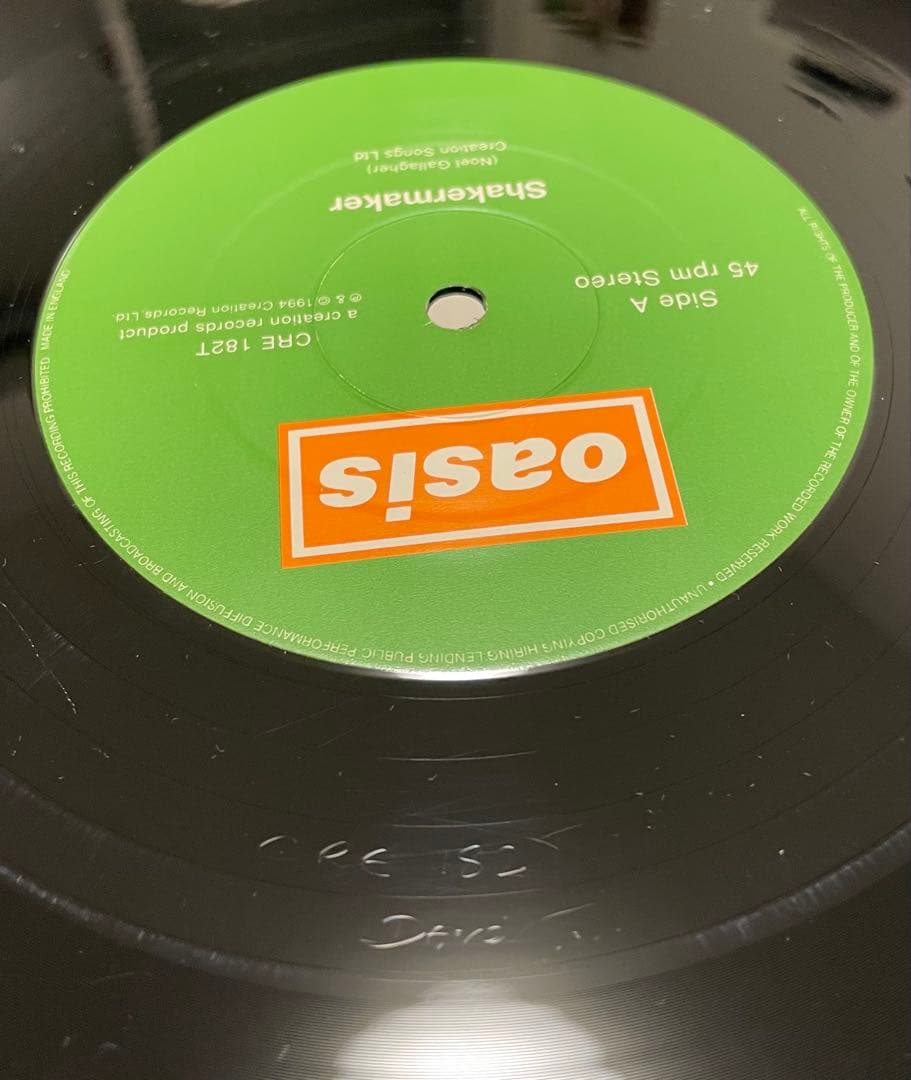 oasis
CRE 182T
a creation records product
℗ & © 1994 Creation Records Ltd.
Side A
45 rpm Stereo
Shakermaker
(Noel Gallagher)
Creation Songs Ltd
ALL RIGHTS OF THE PRODUCER AND OF THE OWNER OF THE RECORDED WORK RESERVED • UNAUTHORISED COPYING HIRING LENDING PUBLIC PERFORMANCE DIFFUSION AND BROADCASTING OF THIS RECORDING PROHIBITED MADE IN ENGLAND